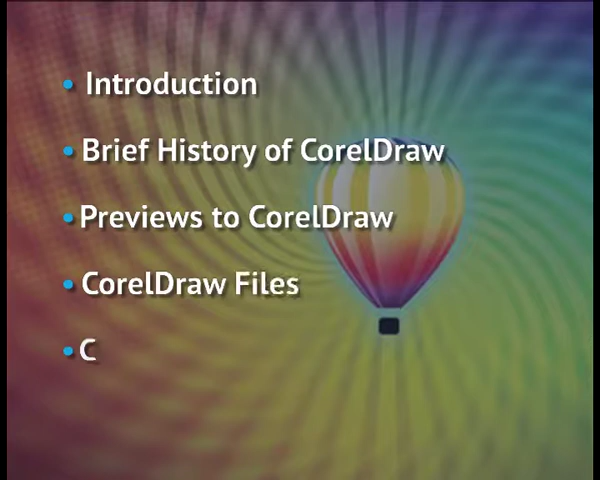 • Introduction
• Brief History of CorelDraw
• Previews to CorelDraw
• CorelDraw Files
• C